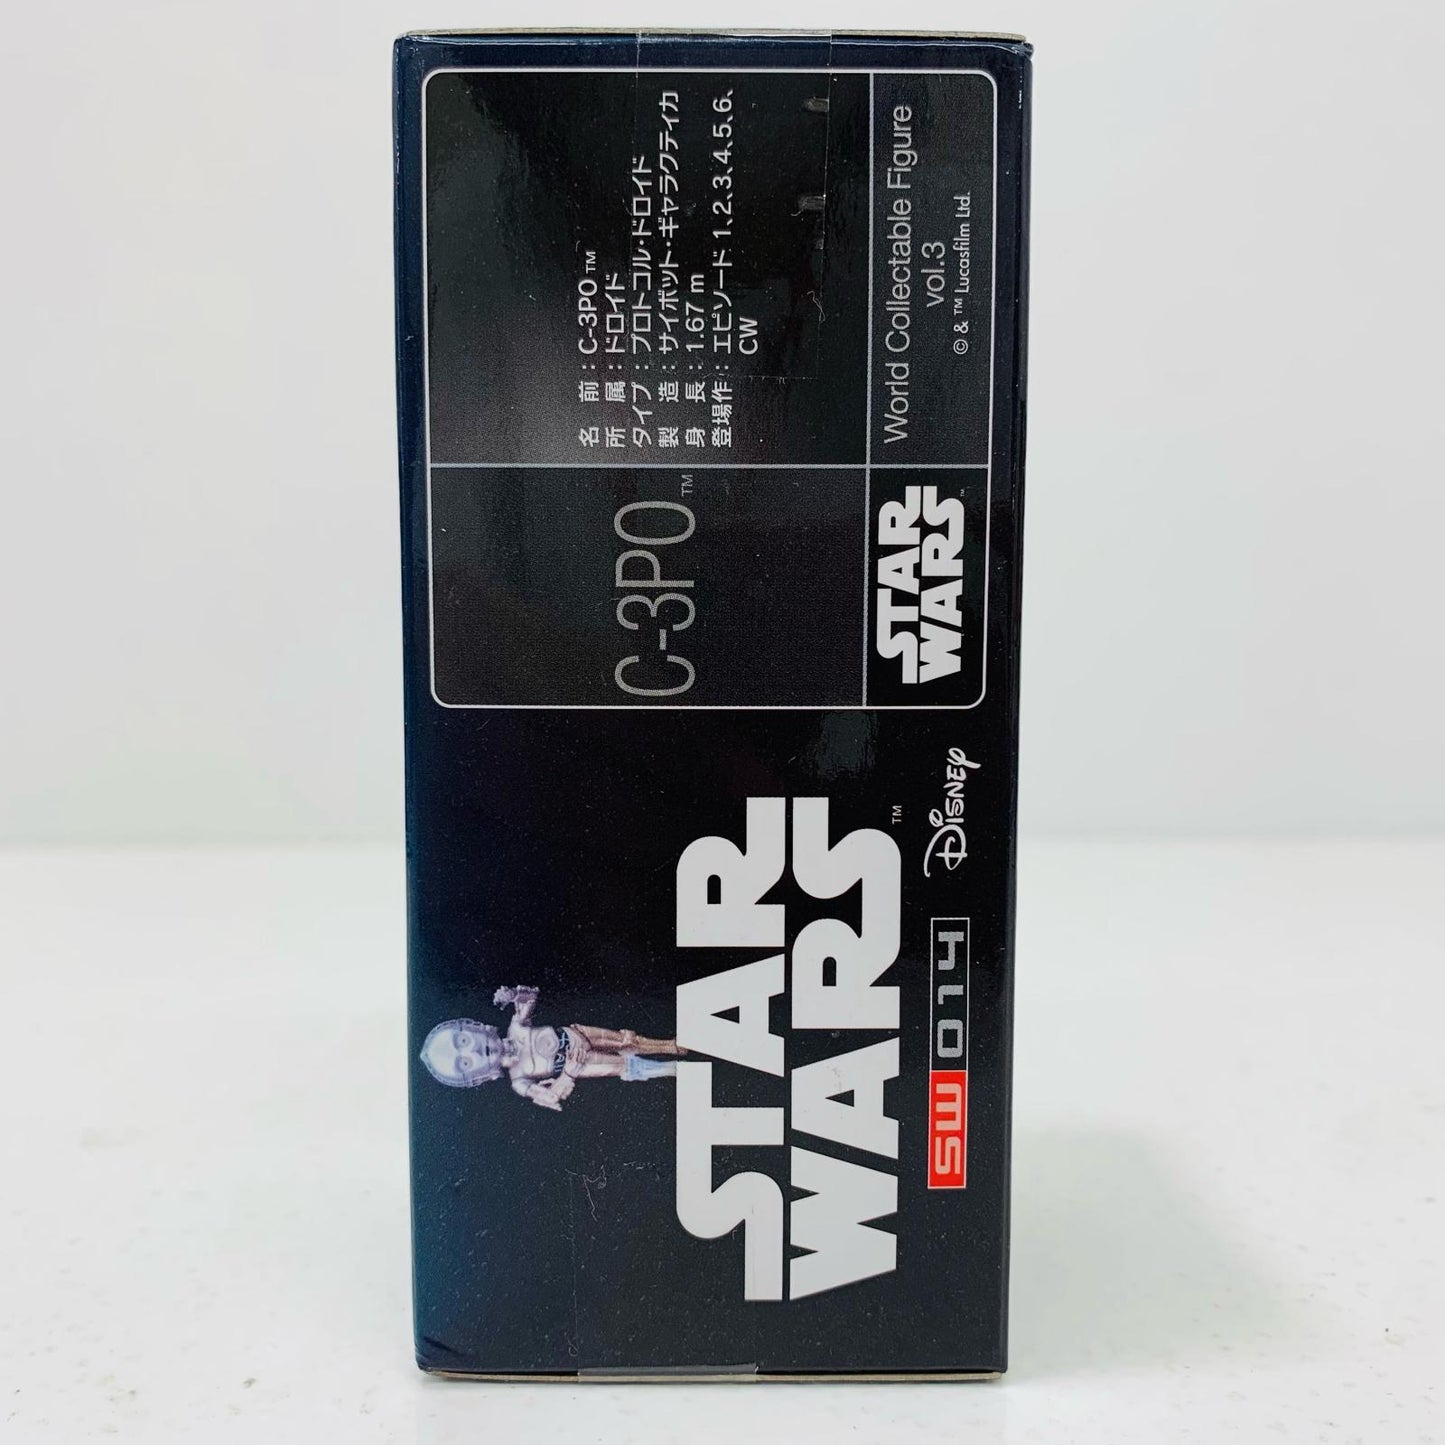 STAR
WARS™
SW 014
Disney
C-3PO™
名 前：C-3PO™
所 属：ドロイド
タイプ：プロトコル・ドロイド
製 造：サイボット・ギャラクティカ
身 長：1.67 m
登場作：エピソード 1、2、3、4、5、6、
CW
STAR
WARS™
World Collectable Figure
vol.3
© & ™ Lucasfilm Ltd.